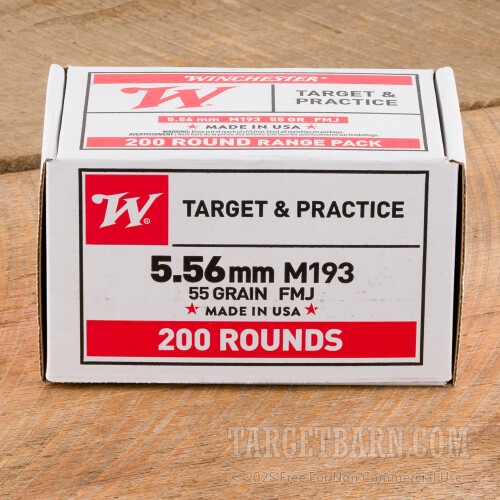 WINCHESTER
W
TARGET &
PRACTICE
5.56 mm M193 55 GR FMJ
★ MADE IN USA ★
200 ROUND RANGE PACK
W®
TARGET & PRACTICE
5.56mm M193
55 GRAIN FMJ
★ MADE IN USA ★
200 ROUNDS
TARGETBARN.COM
© 2025 Free For Non Commercial Use